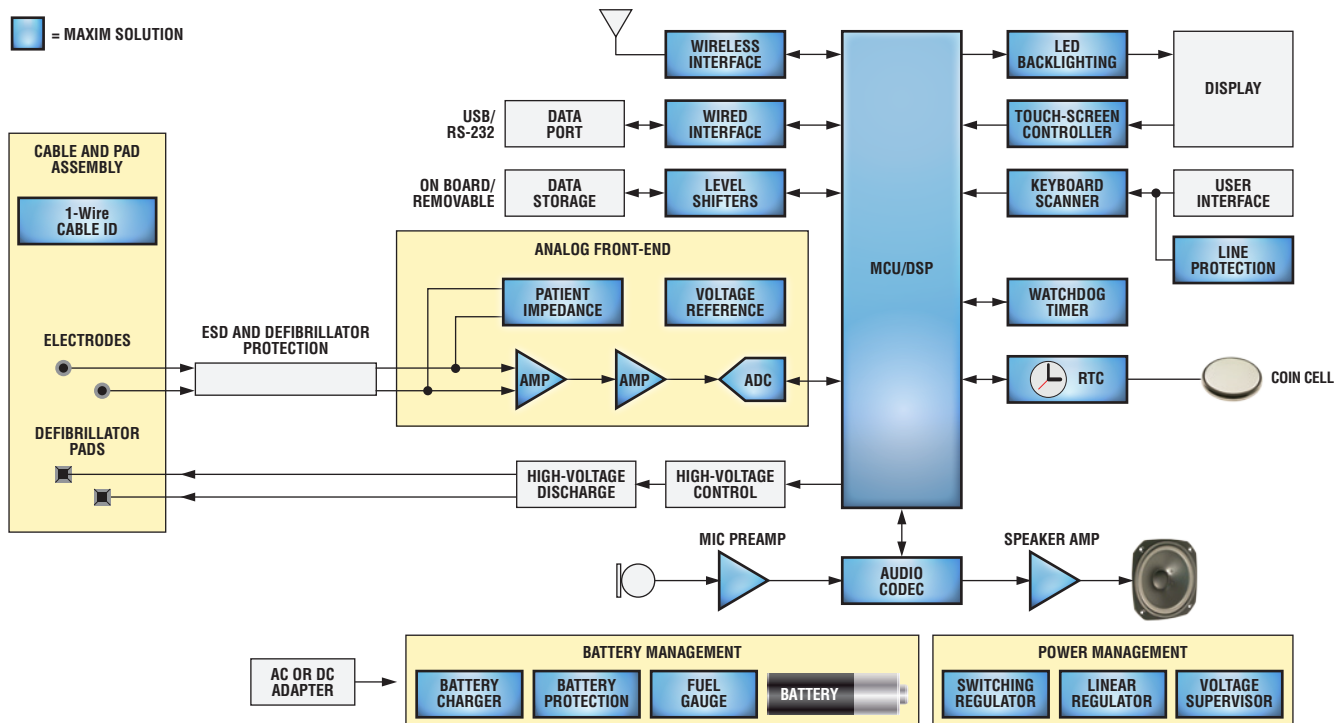 = MAXIM SOLUTION
CABLE AND PAD
ASSEMBLY
1-Wire
CABLE ID
ELECTRODES
DEFIBRILLATOR
PADS
ESD AND DEFIBRILLATOR
PROTECTION
USB/
RS-232
DATA
PORT
ON BOARD/
REMOVABLE
DATA
STORAGE
WIRELESS
INTERFACE
WIRED
INTERFACE
LEVEL
SHIFTERS
ANALOG FRONT-END
PATIENT
IMPEDANCE
VOLTAGE
REFERENCE
AMP
AMP
ADC
HIGH-VOLTAGE
DISCHARGE
HIGH-VOLTAGE
CONTROL
MCU/DSP
LED
BACKLIGHTING
TOUCH-SCREEN
CONTROLLER
DISPLAY
KEYBOARD
SCANNER
USER
INTERFACE
LINE
PROTECTION
WATCHDOG
TIMER
RTC
COIN CELL
MIC PREAMP
AUDIO
CODEC
SPEAKER AMP
AC OR DC
ADAPTER
BATTERY MANAGEMENT
BATTERY
CHARGER
BATTERY
PROTECTION
FUEL
GAUGE
BATTERY
POWER MANAGEMENT
SWITCHING
REGULATOR
LINEAR
REGULATOR
VOLTAGE
SUPERVISOR